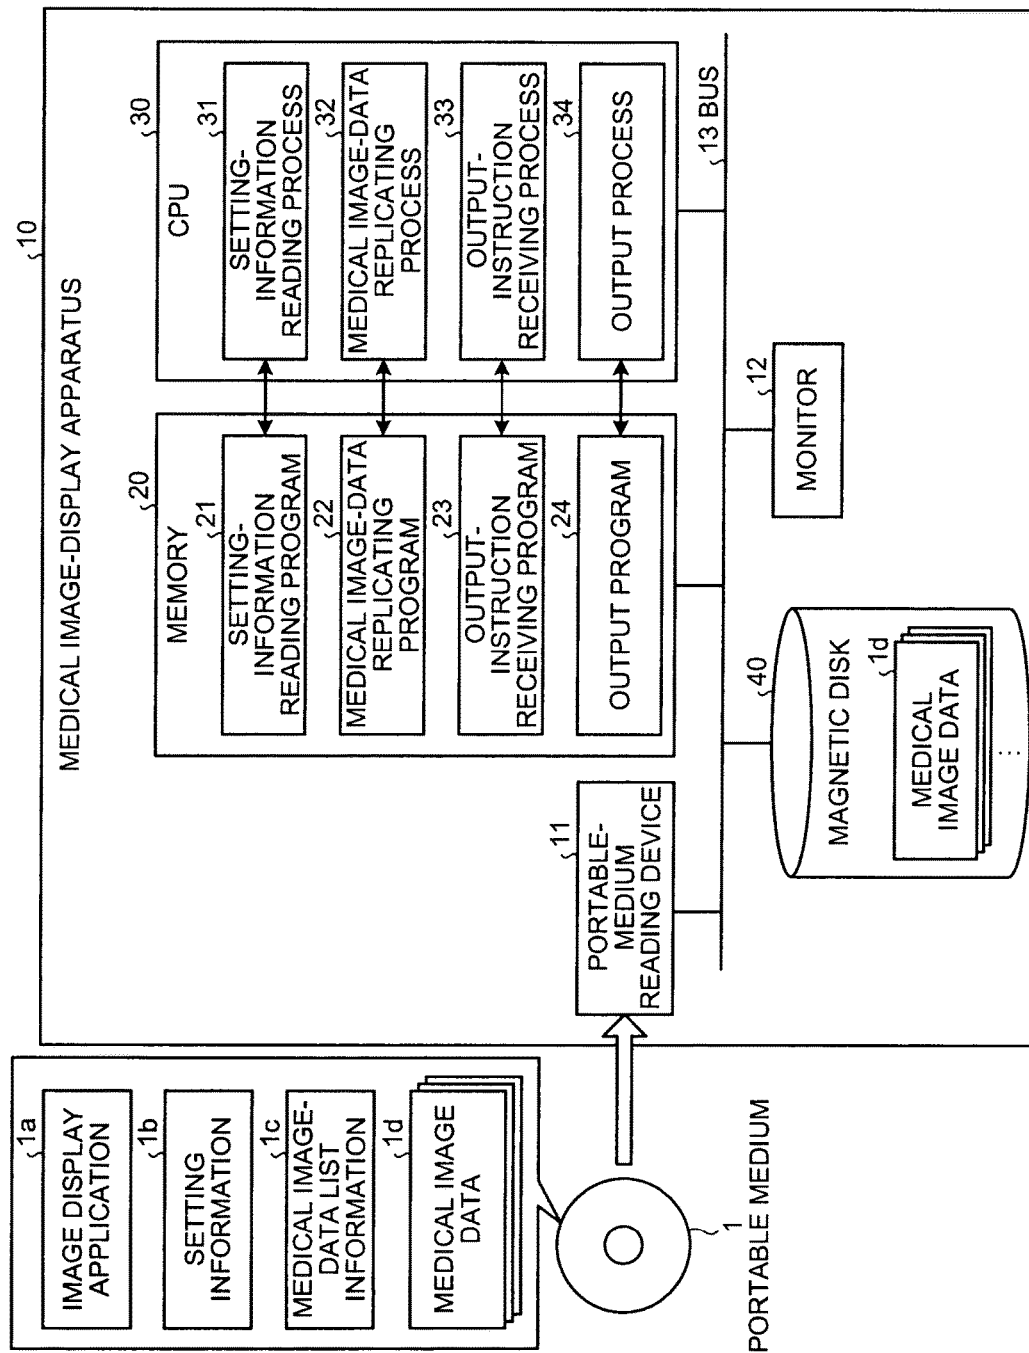 10
MEDICAL IMAGE-DISPLAY APPARATUS
1a
IMAGE DISPLAY
APPLICATION
1b
SETTING
INFORMATION
1c
MEDICAL IMAGE-
DATA LIST
INFORMATION
1d
MEDICAL IMAGE
DATA
1
PORTABLE MEDIUM
11
PORTABLE-
MEDIUM
READING DEVICE
20
MEMORY
21
SETTING-
INFORMATION
READING PROGRAM
22
MEDICAL IMAGE-DATA
REPLICATING
PROGRAM
23
OUTPUT-
INSTRUCTION
RECEIVING PROGRAM
24
OUTPUT PROGRAM
30
CPU
31
SETTING-
INFORMATION
READING PROCESS
32
MEDICAL IMAGE-DATA
REPLICATING
PROCESS
33
OUTPUT-
INSTRUCTION
RECEIVING PROCESS
34
OUTPUT PROCESS
13 BUS
40
MAGNETIC DISK
1d
MEDICAL
IMAGE DATA
...
12
MONITOR